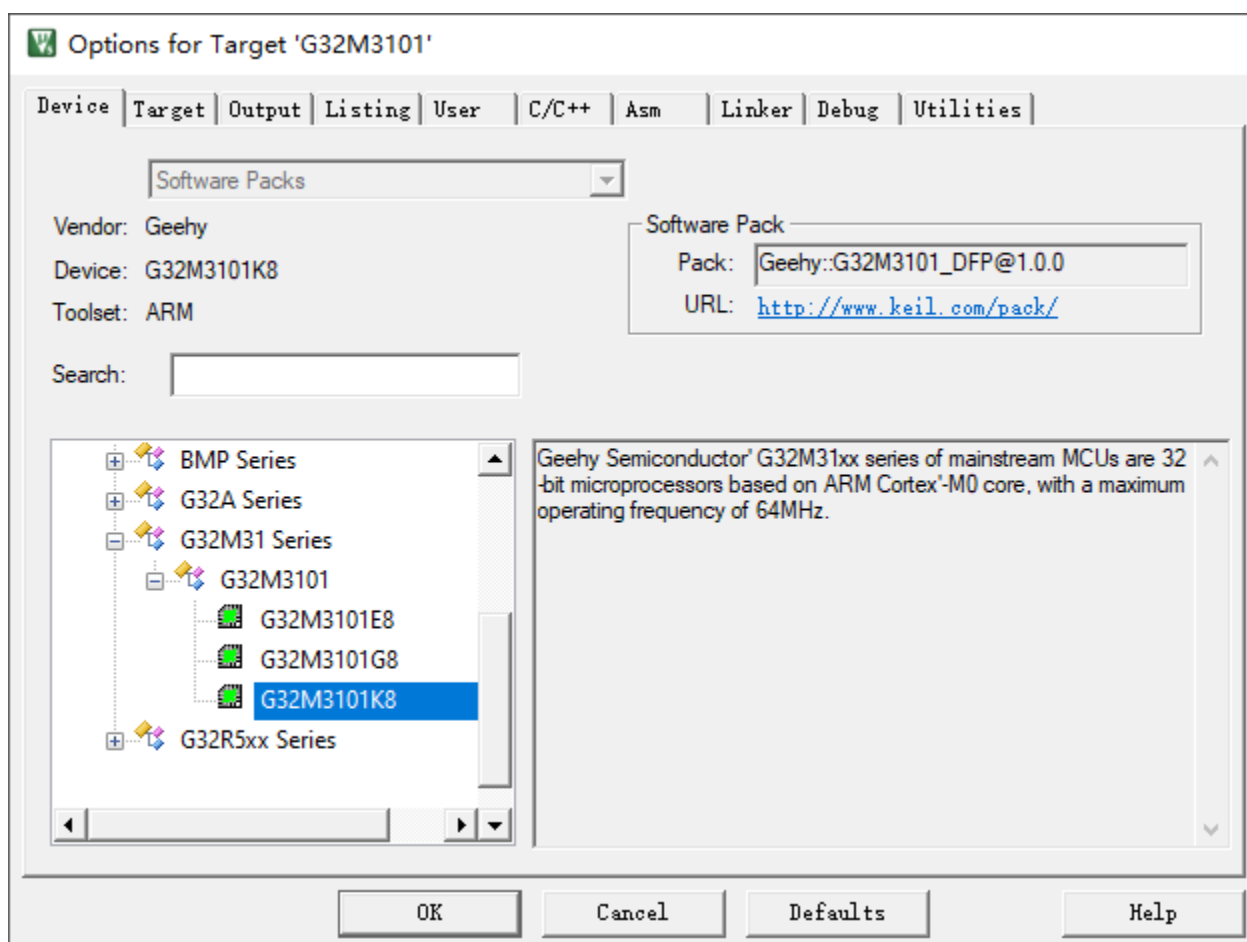 Options for Target 'G32M3101'
Device Target Output Listing User C/C++ Asm Linker Debug Utilities
Software Packs
Vendor: Geehy
Device: G32M3101K8
Toolset: ARM
Software Pack
Pack: Geehy::G32M3101_DFP@1.0.0
URL: http://www.keil.com/pack/
Search:
BMP Series
G32A Series
G32M31 Series
G32M3101
G32M3101E8
G32M3101G8
G32M3101K8
G32R5xx Series
Geehy Semiconductor' G32M31xx series of mainstream MCUs are 32
-bit microprocessors based on ARM Cortex'-M0 core, with a maximum
operating frequency of 64MHz.
OK Cancel Defaults Help